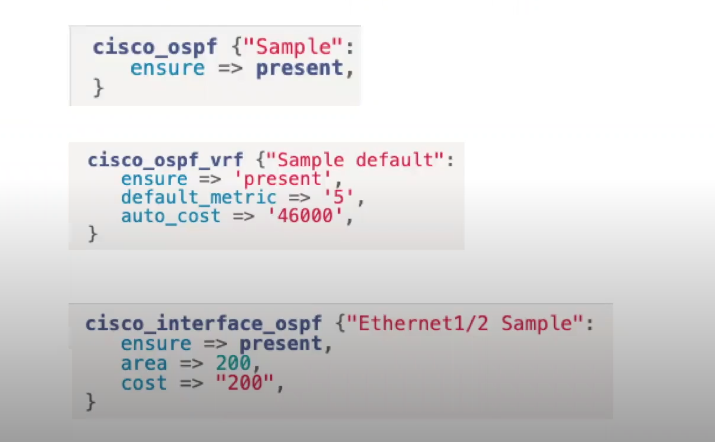 cisco_ospf {"Sample":
ensure => present,
}
cisco_ospf_vrf {"Sample default":
ensure => 'present',
default_metric => '5',
auto_cost => '46000',
}
cisco_interface_ospf {"Ethernet1/2 Sample":
ensure => present,
area => 200,
cost => "200",
}